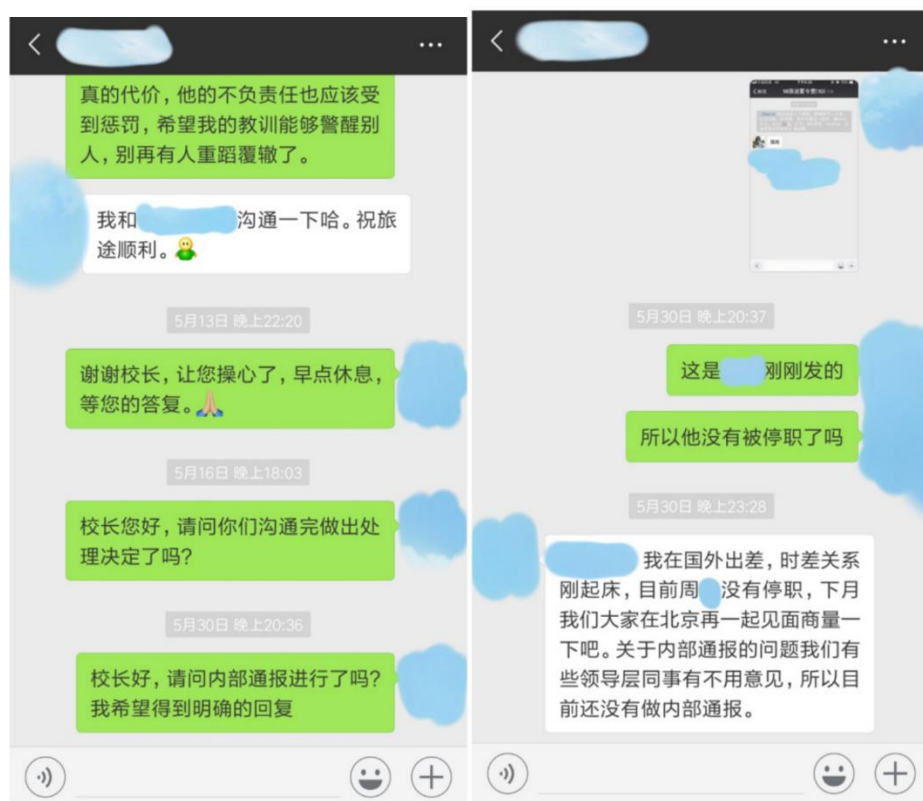 真的代价，他的不负责任也应该受
到惩罚，希望我的教训能够警醒别
人，别再有人重蹈覆辙了。
我和 沟通一下哈。祝旅
途顺利。
5月13日 晚上22:20
谢谢校长，让您操心了，早点休息，
等您的答复。🙏🏻
5月16日 晚上18:03
校长您好，请问你们沟通完做出处
理决定了吗？
5月30日 晚上20:36
校长好，请问内部通报进行了吗？
我希望得到明确的回复
5月30日 晚上20:37
这是 刚刚发的
所以他没有被停职了吗
5月30日 晚上23:28
我在国外出差，时差关系
刚起床，目前周 没有停职，下月
我们大家在北京再一起见面商量一
下吧。关于内部通报的问题我们有
些领导层同事有不用意见，所以目
前还没有做内部通报。